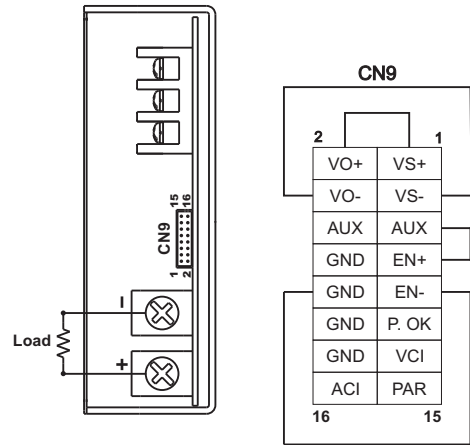 15
16
CN9
1
2
−
Load
+
CN9
2 1
VO+ VS+
VO- VS-
AUX AUX
GND EN+
GND EN-
GND P. OK
GND VCI
ACI PAR
16 15